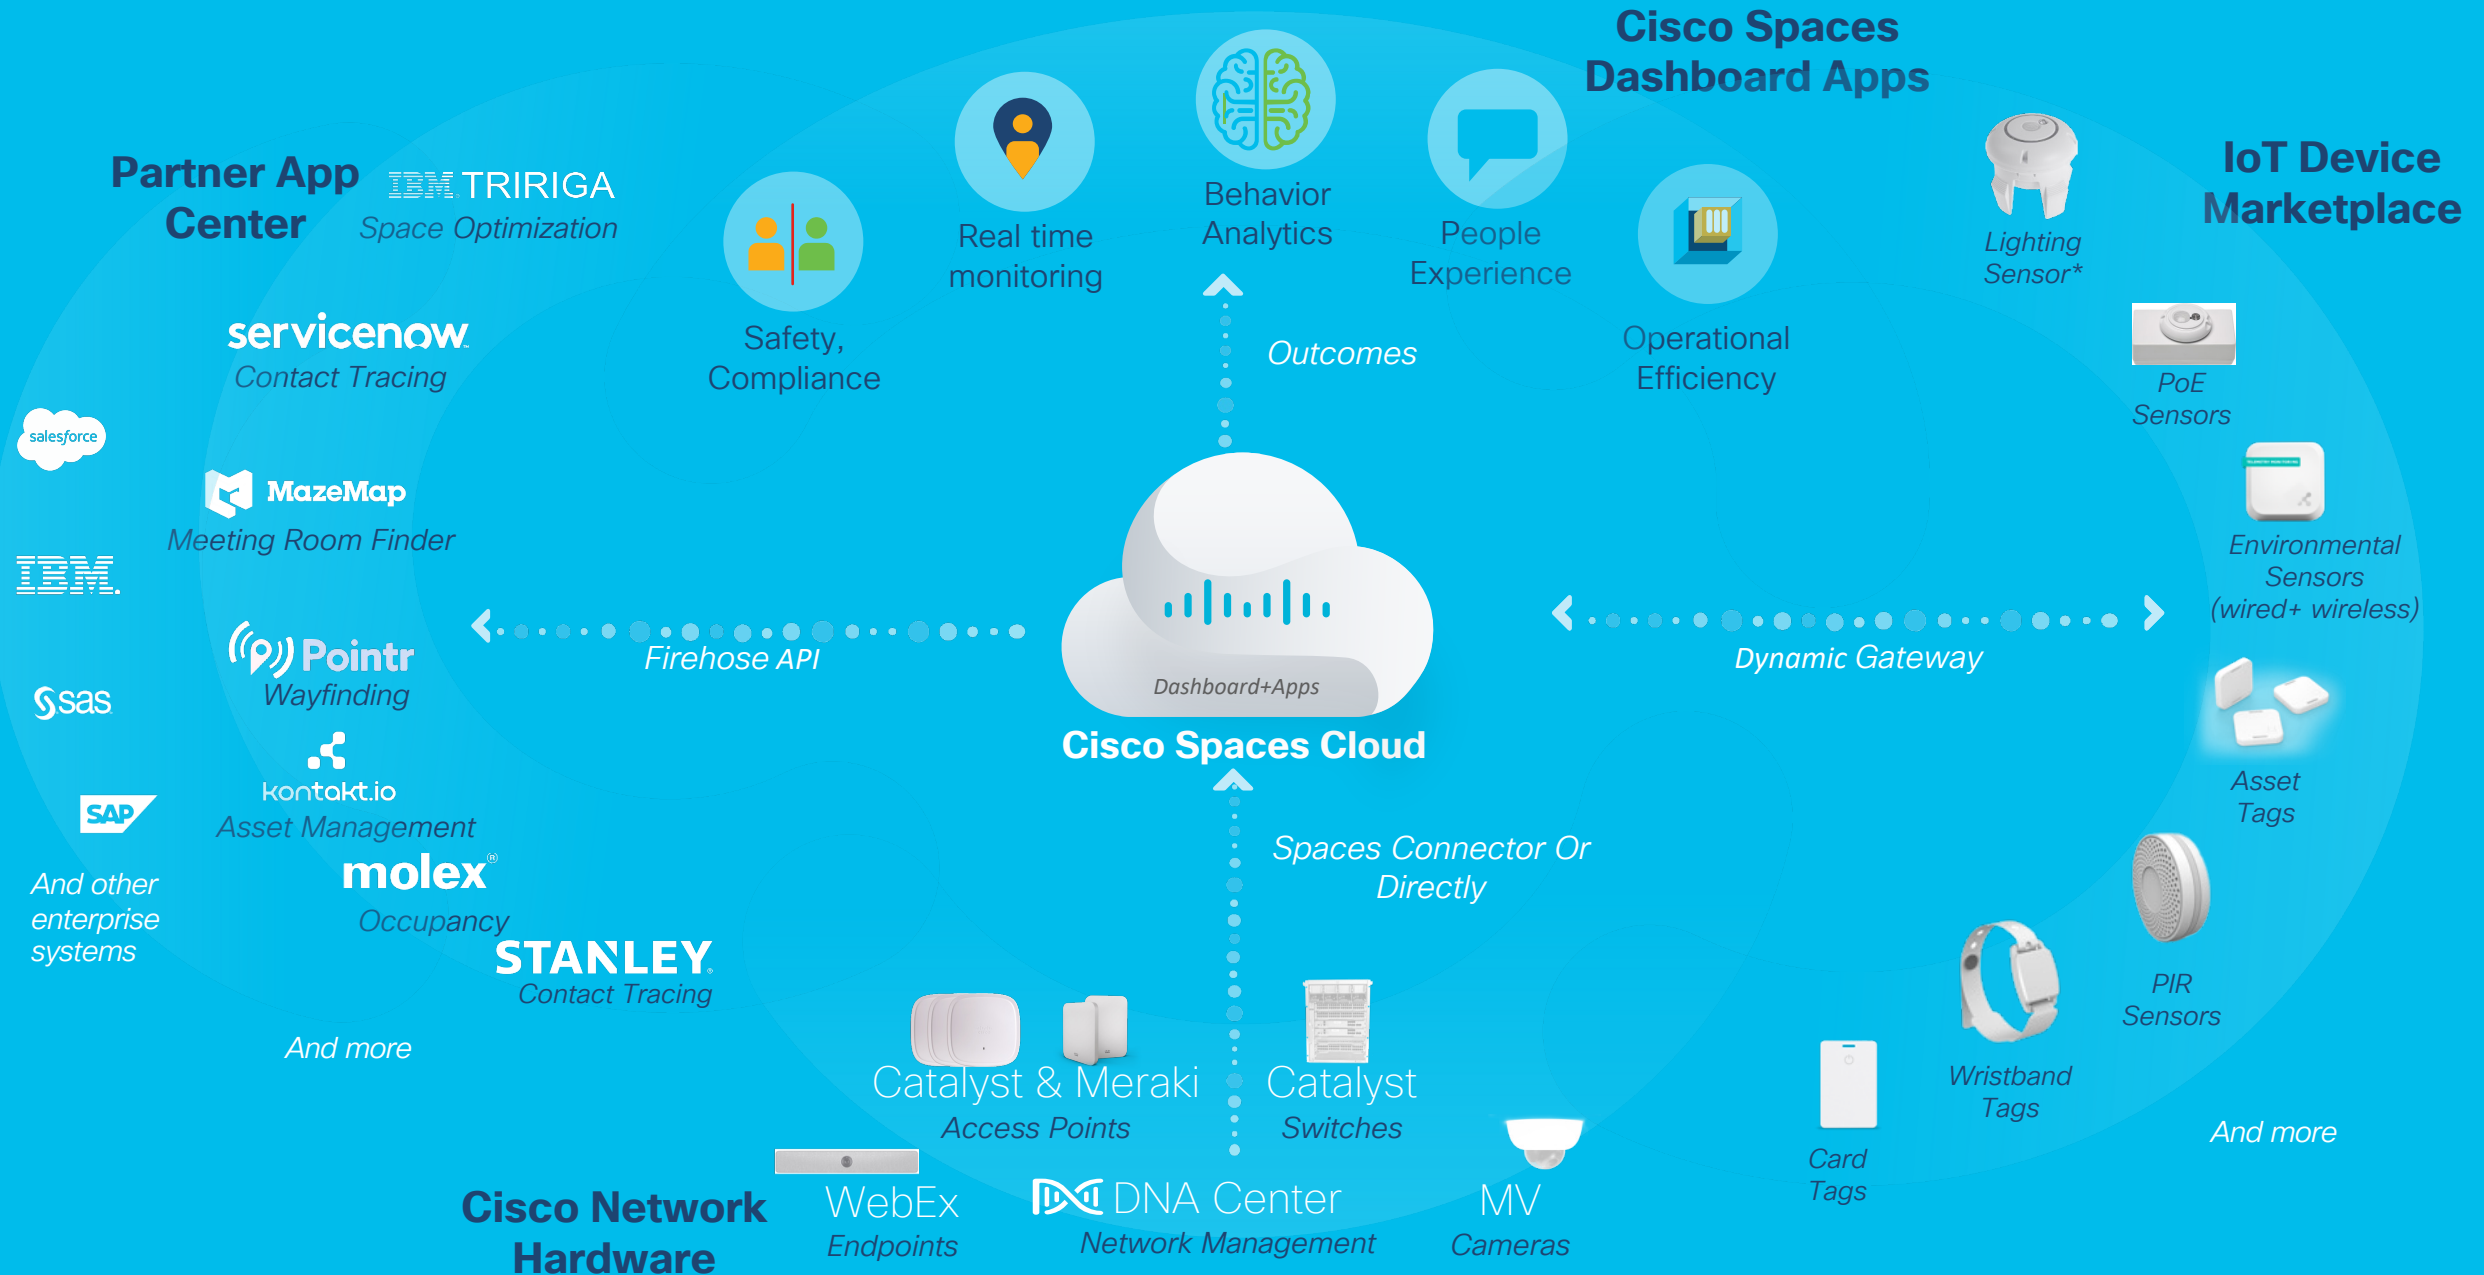 Cisco Spaces
Dashboard Apps
Partner App
Center
IBM TRIRIGA
Space Optimization
servicenow
Contact Tracing
salesforce
MazeMap
Meeting Room Finder
IBM.
Pointr
Wayfinding
sas
kontakt.io
Asset Management
SAP
molex®
Occupancy
And other
enterprise
systems
STANLEY
Contact Tracing
And more
Safety,
Compliance
Real time
monitoring
Behavior
Analytics
People
Experience
Operational
Efficiency
Outcomes
Firehose API
Dashboard+Apps
Cisco Spaces Cloud
Dynamic Gateway
Spaces Connector Or
Directly
IoT Device
Marketplace
Lighting
Sensor*
PoE
Sensors
Environmental
Sensors
(wired+ wireless)
Asset
Tags
PIR
Sensors
Wristband
Tags
Card
Tags
And more
Catalyst & Meraki
Access Points
Catalyst
Switches
Cisco Network
Hardware
WebEx
Endpoints
DNA Center
Network Management
MV
Cameras